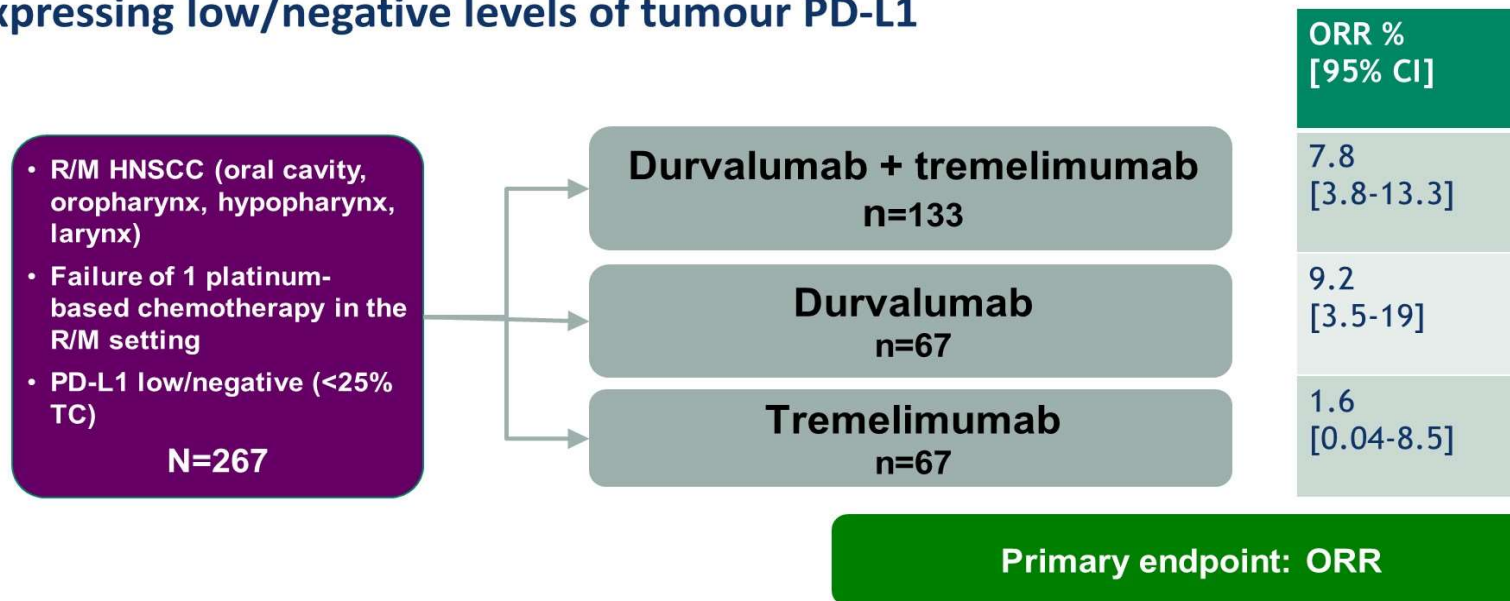 xpressing low/negative levels of tumour PD-L1
• R/M HNSCC (oral cavity,
oropharynx, hypopharynx,
larynx)
• Failure of 1 platinum-
based chemotherapy in the
R/M setting
• PD-L1 low/negative (<25%
TC)
N=267
Durvalumab + tremelimumab
n=133
Durvalumab
n=67
Tremelimumab
n=67
ORR %
[95% CI]
7.8
[3.8-13.3]
9.2
[3.5-19]
1.6
[0.04-8.5]
Primary endpoint: ORR